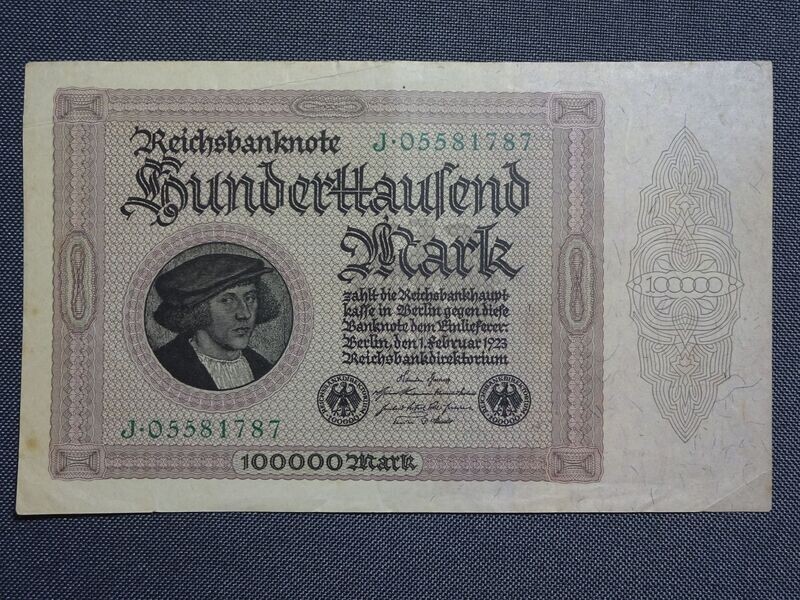 Reichsbanknote J·05581787
Hunderttausend
Mark
zahlt die Reichsbankhaupt
kasse in Berlin gegen diese
Banknote dem Einlieferer:
Berlin, den 1. Februar 1923
Reichsbankdirektorium
J·05581787
100000 Mark
100000